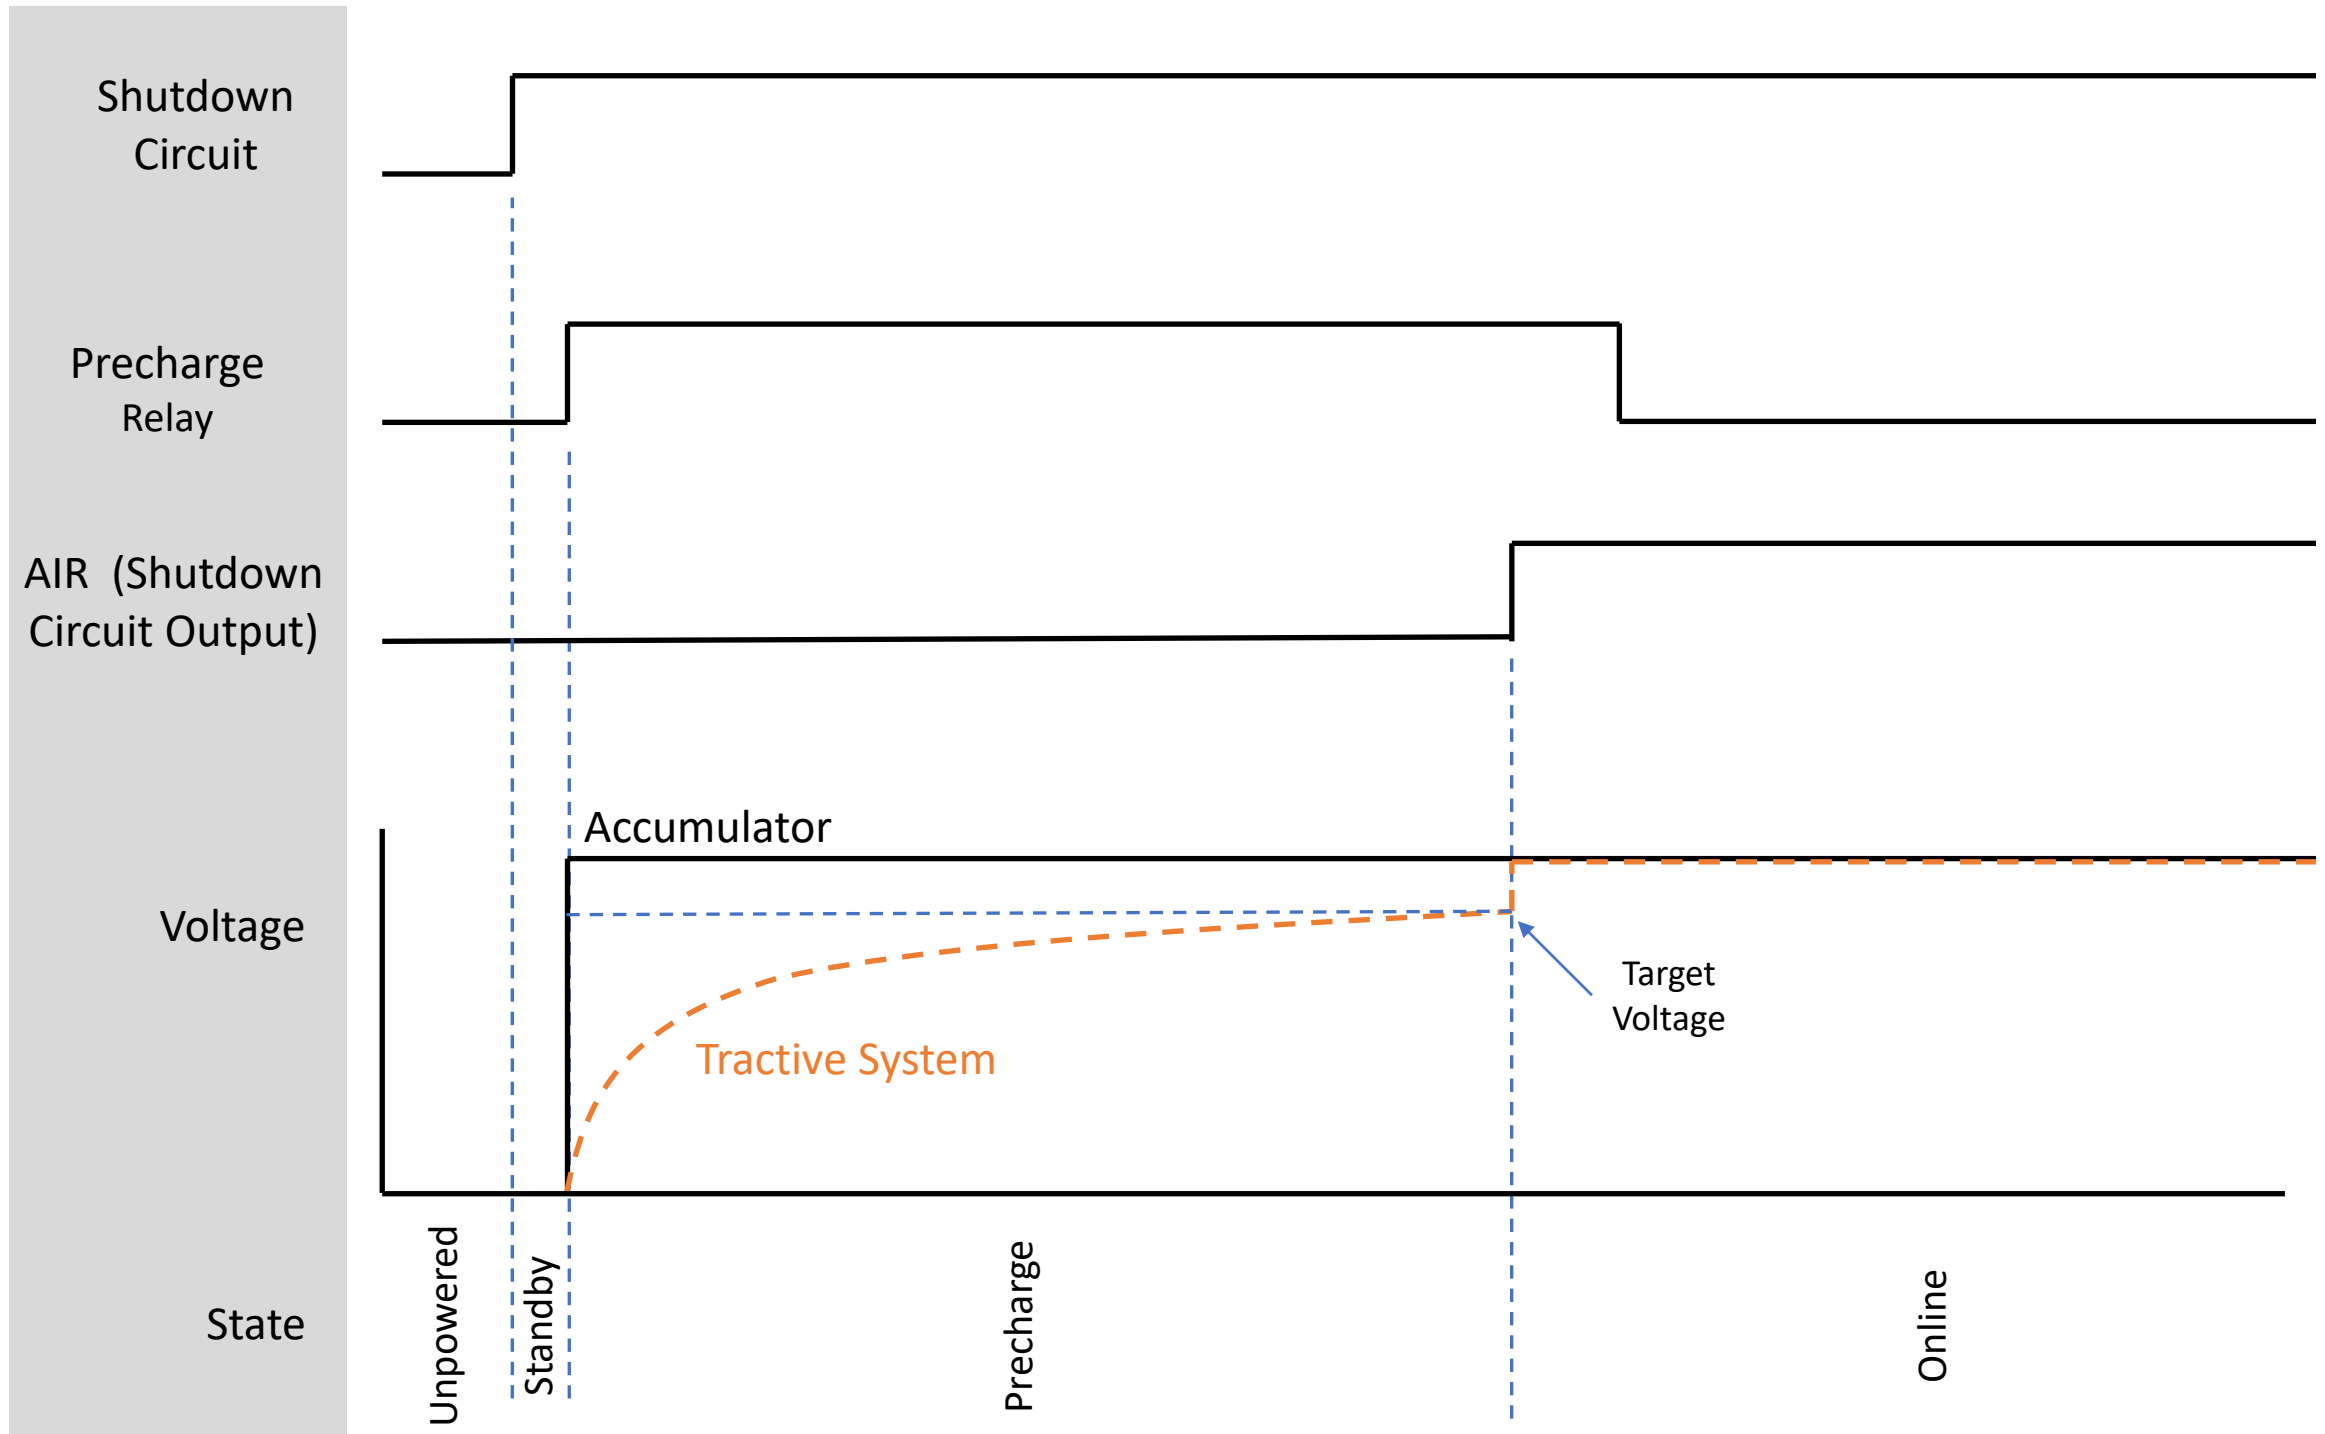 Shutdown
Circuit
Precharge
Relay
AIR  (Shutdown
Circuit Output)
Accumulator
Voltage
Target
Voltage
Tractive System
State
Unpowered
Standby
Precharge
Online